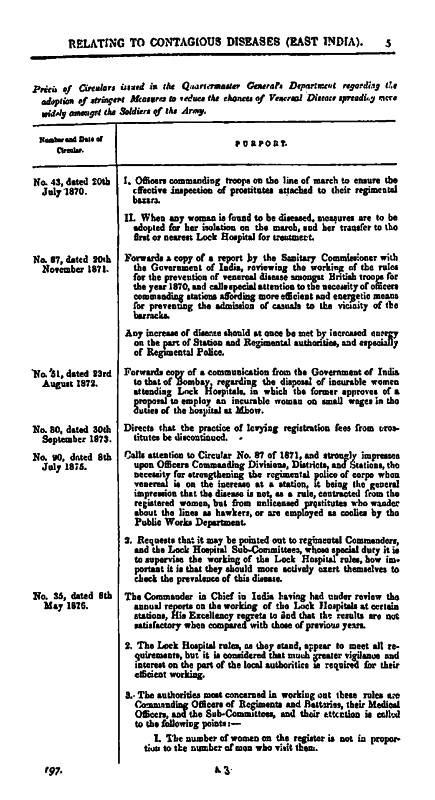 RELATING TO CONTAGIOUS DISEASES (EAST INDIA). 5
Précis of Circulars issued in the Quartermaster General's Department regarding the
adoption of stringent Measures to reduce the chances of Venereal Disease spreading more
widely amongst the Soldiers of the Army.
Number and Date of
Circular.
PURPORT.
No. 43, dated 20th
July 1870.
I. Officers commanding troops on the line of march to ensure the
effective inspection of prostitutes attached to their regimental
bazars.
II. When any woman is found to be diseased, measures are to be
adopted for her isolation on the march, and her transfer to the
first or nearest Lock Hospital for treatment.
No. 87, dated 20th
November 1871.
Forwards a copy of a report by the Sanitary Commissioner with
the Government of India, reviewing the working of the rules
for the prevention of venereal disease amongst British troops for
the year 1870, and calls especial attention to the necessity of officers
commanding stations affording more efficient and energetic means
for preventing the admission of casuals to the vicinity of the
barracks.
Any increase of disease should at once be met by increased energy
on the part of Station and Regimental authorities, and especially
of Regimental Police.
No. 51, dated 23rd
August 1872.
Forwards copy of a communication from the Government of India
to that of Bombay, regarding the disposal of incurable women
attending Lock Hospitals, in which the former approves of a
proposal to employ an incurable woman on small wages in the
duties of the hospital at Mhow.
No. 80, dated 30th
September 1873.
Directs that the practice of levying registration fees from pros-
titutes be discontinued.
No. 90, dated 8th
July 1875.
Calls attention to Circular No. 87 of 1871, and strongly impresses
upon Officers Commanding Divisions, Districts, and Stations, the
necessity for strengthening the regimental police of corps when
venereal is on the increase at a station, it being the general
impression that the disease is not, as a rule, contracted from the
registered women, but from unlicensed prostitutes who wander
about the lines as hawkers, or are employed as coolies by the
Public Works Department.
2. Requests that it may be pointed out to regimental Commanders,
and the Lock Hospital Sub-Committees, whose special duty it is
to supervise the working of the Lock Hospital rules, how im-
portant it is that they should more actively exert themselves to
check the prevalence of this disease.
No. 35, dated 8th
May 1876.
The Commander in Chief in India having had under review the
annual reports on the working of the Lock Hospitals at certain
stations, His Excellency regrets to find that the results are not
satisfactory when compared with those of previous years.
2. The Lock Hospital rules, as they stand, appear to meet all re-
quirements, but it is considered that much greater vigilance and
interest on the part of the local authorities is required for their
efficient working.
3. The authorities most concerned in working out these rules are
Commanding Officers of Regiments and Batteries, their Medical
Officers, and the Sub-Committees, and their attention is called
to the following points:—
1. The number of women on the register is not in propor-
tion to the number of men who visit them.
197. A 3